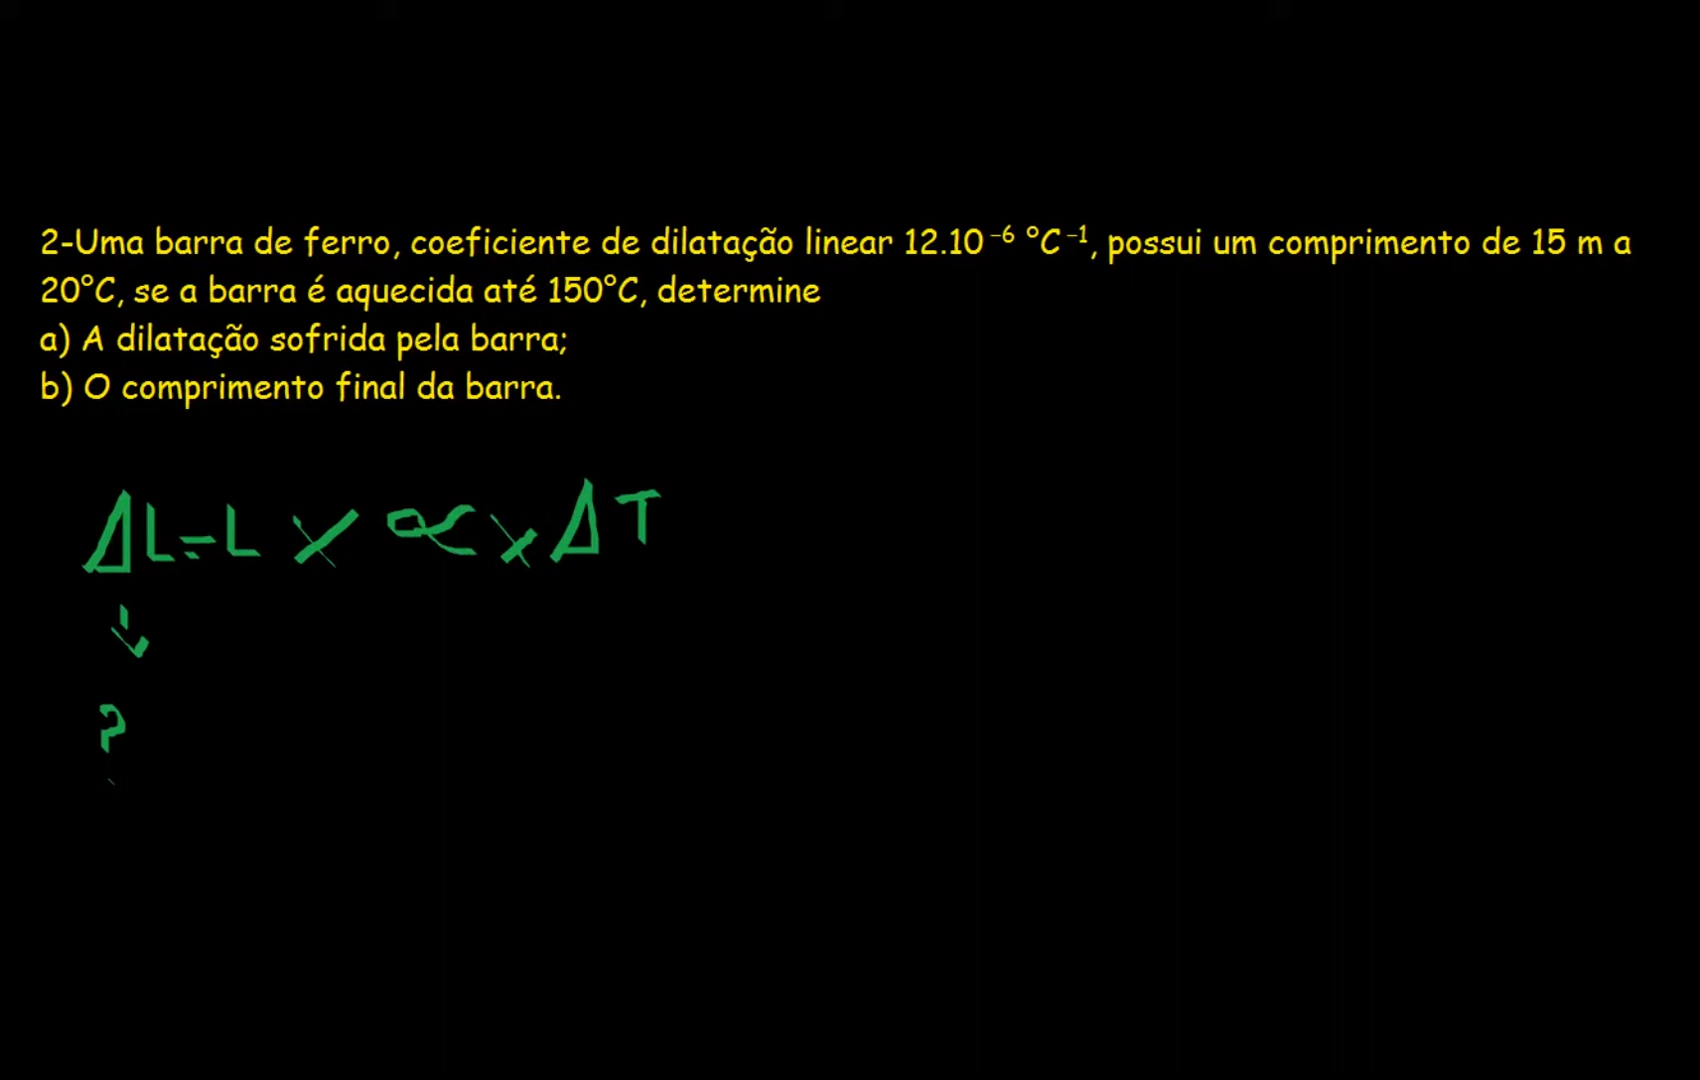 2-Uma barra de ferro, coeficiente de dilatação linear 12.10⁻⁶ °C⁻¹, possui um comprimento de 15 m a
20°C, se a barra é aquecida até 150°C, determine
a) A dilatação sofrida pela barra;
b) O comprimento final da barra.
ΔL=L x α x ΔT
↓
?